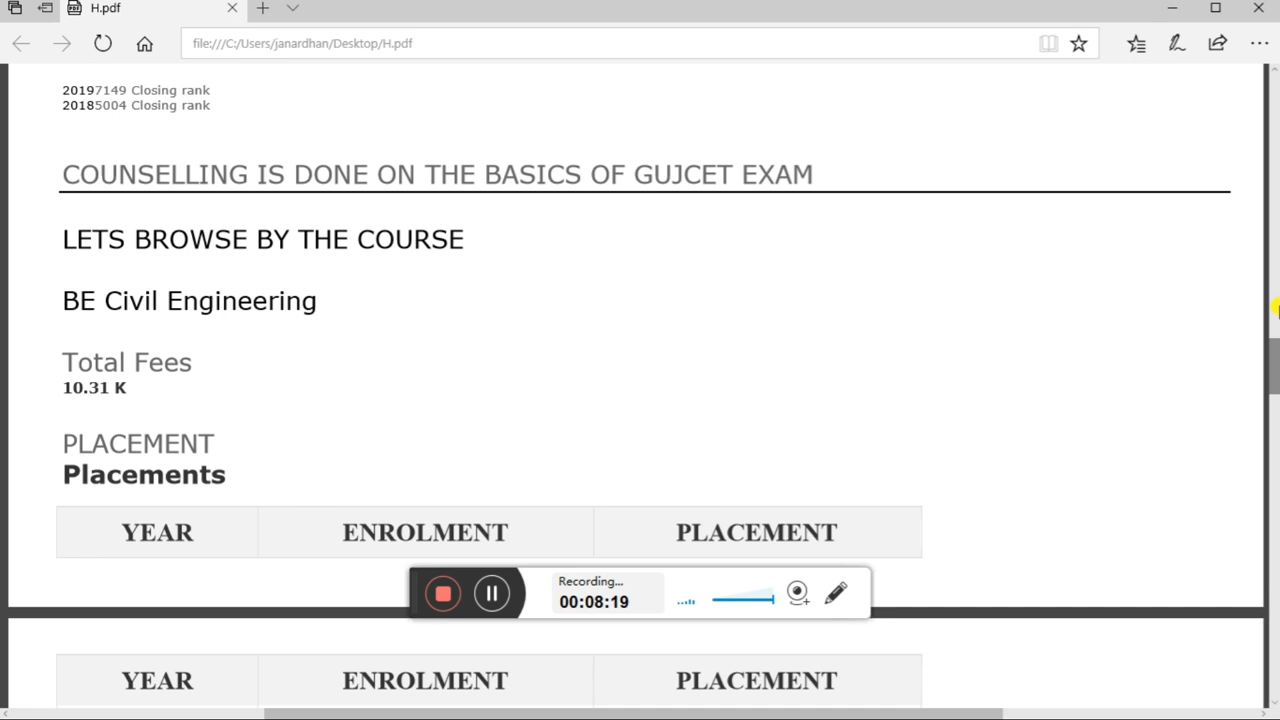 H.pdf
file:///C:/Users/janardhan/Desktop/H.pdf
20197149 Closing rank
20185004 Closing rank
COUNSELLING IS DONE ON THE BASICS OF GUJCET EXAM
LETS BROWSE BY THE COURSE
BE Civil Engineering
Total Fees
10.31 K
PLACEMENT
Placements
YEAR ENROLMENT PLACEMENT
Recording...
00:08:19
YEAR ENROLMENT PLACEMENT